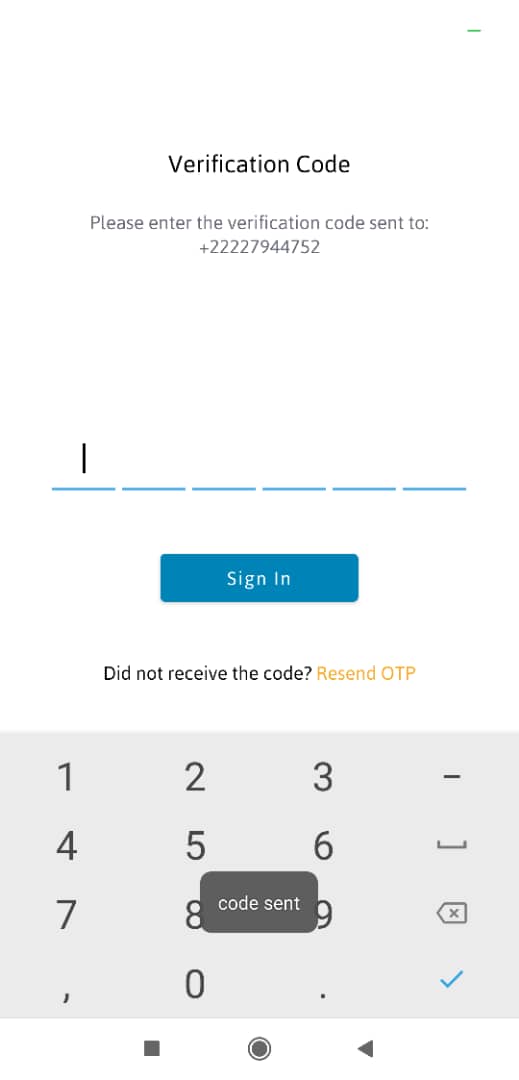 Verification Code
Please enter the verification code sent to:
+22227944752
Sign In
Did not receive the code? Resend OTP
1 2 3 –
4 5 6
7 8 9
code sent
, 0 .